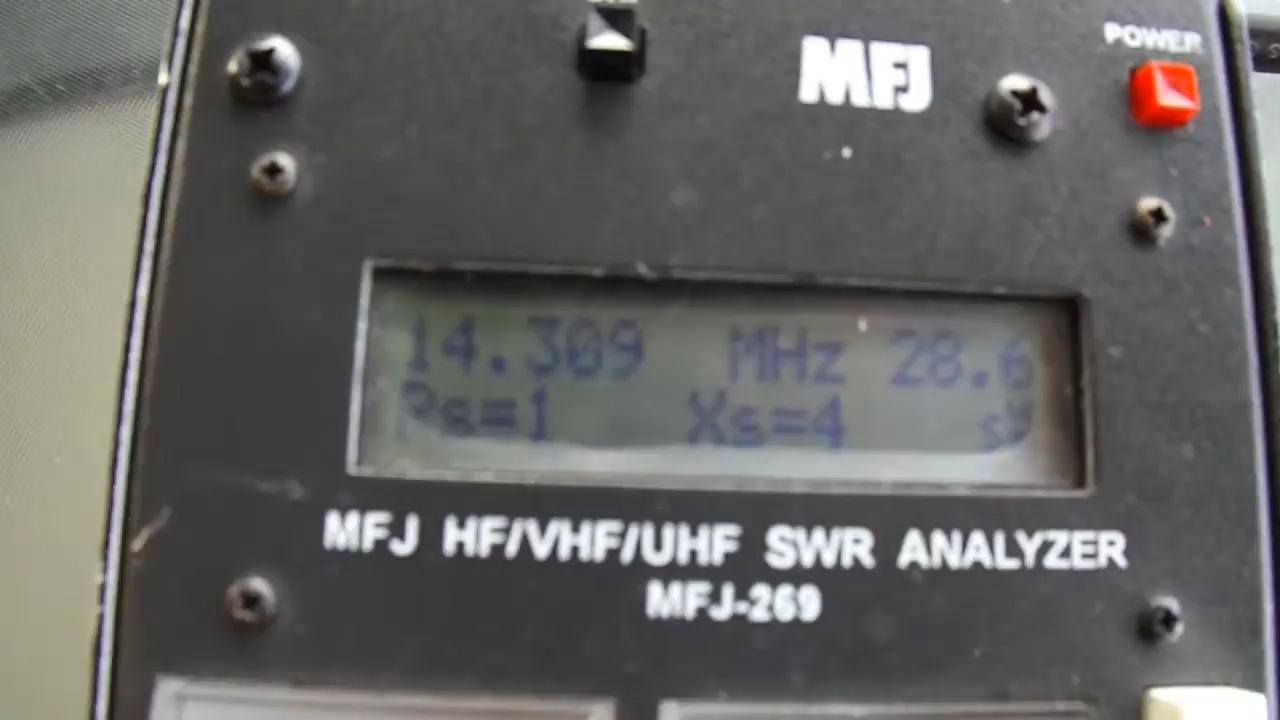 MFJ
POWER
14.309 MHz 28.6
Rs=1 Xs=4
MFJ HF/VHF/UHF SWR ANALYZER
MFJ-269